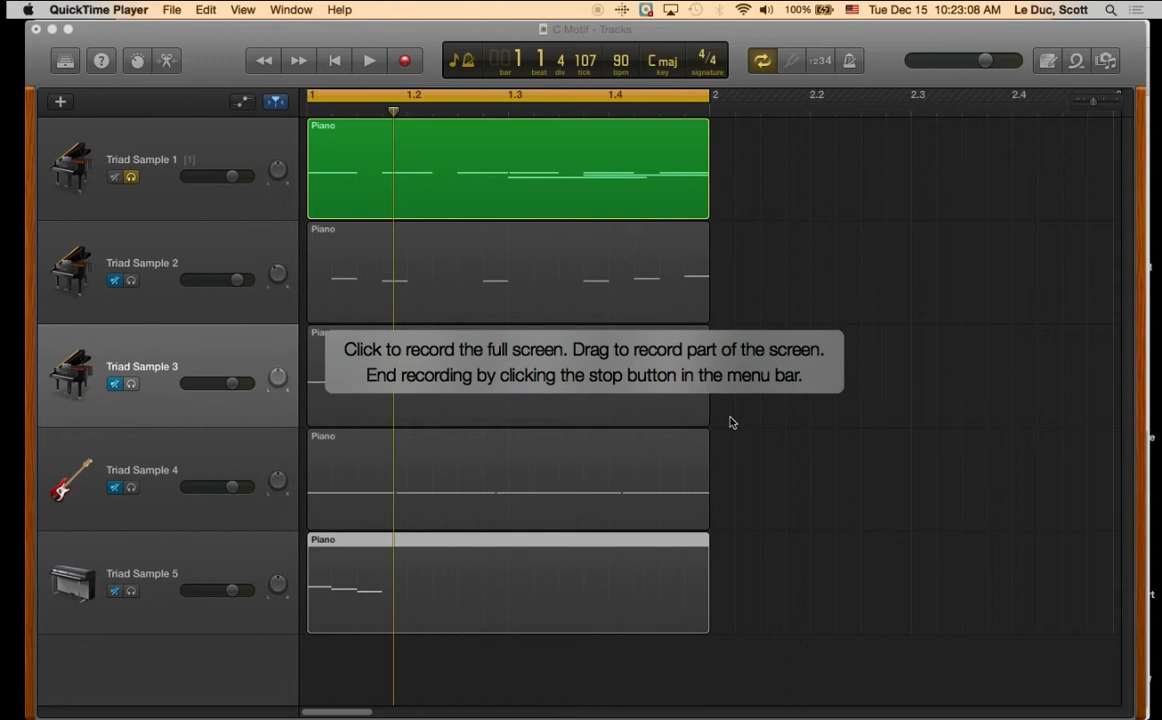 QuickTime Player File Edit View Window Help 100% Tue Dec 15 10:23:08 AM Le Duc, Scott
C Motif - Tracks
00 1 1 4 107 90 C maj 4/4
bar beat div tick bpm key signature
1234
1 1.2 1.3 1.4 2 2.2 2.3 2.4
Piano
Triad Sample 1 [1]
Piano
Triad Sample 2
Piano
Click to record the full screen. Drag to record part of the screen.
End recording by clicking the stop button in the menu bar.
Triad Sample 3
Piano
Triad Sample 4
Piano
Triad Sample 5